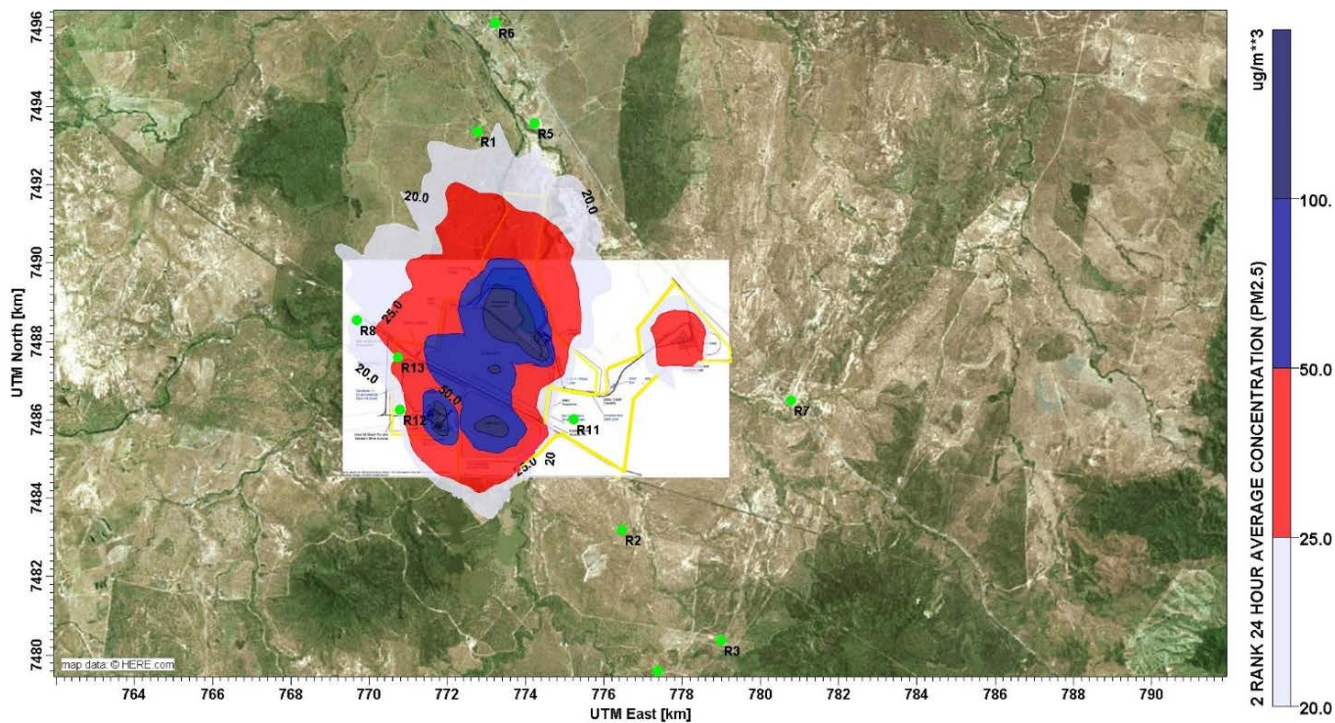 7496
7494
7492
7490
7488
7486
7484
7482
7480
UTM North [km]
R6
R5
R1
20.0
20.0
25.0
R8
R13
20.0
50.0
R12
R11
25.0
20
R7
R2
R3
map data: © HERE.com
764
766
768
770
772
774
776
778
780
782
784
786
788
790
UTM East [km]
ug/m**3
2 RANK 24 HOUR AVERAGE CONCENTRATION (PM2.5)
100.
50.0
25.0
20.0